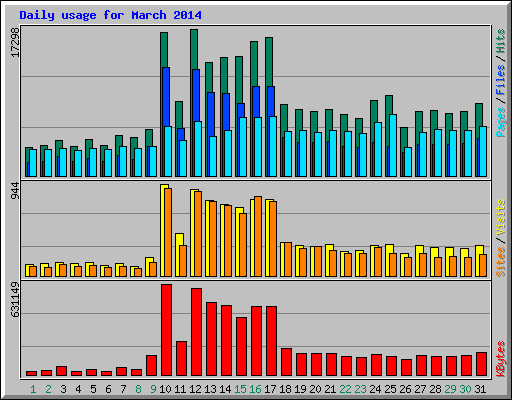 Daily usage for March 2014
17298
Pages / Files / Hits
944
Sites / Visits
631149
KBytes
1 2 3 4 5 6 7 8 9 10 11 12 13 14 15 16 17 18 19 20 21 22 23 24 25 26 27 28 29 30 31